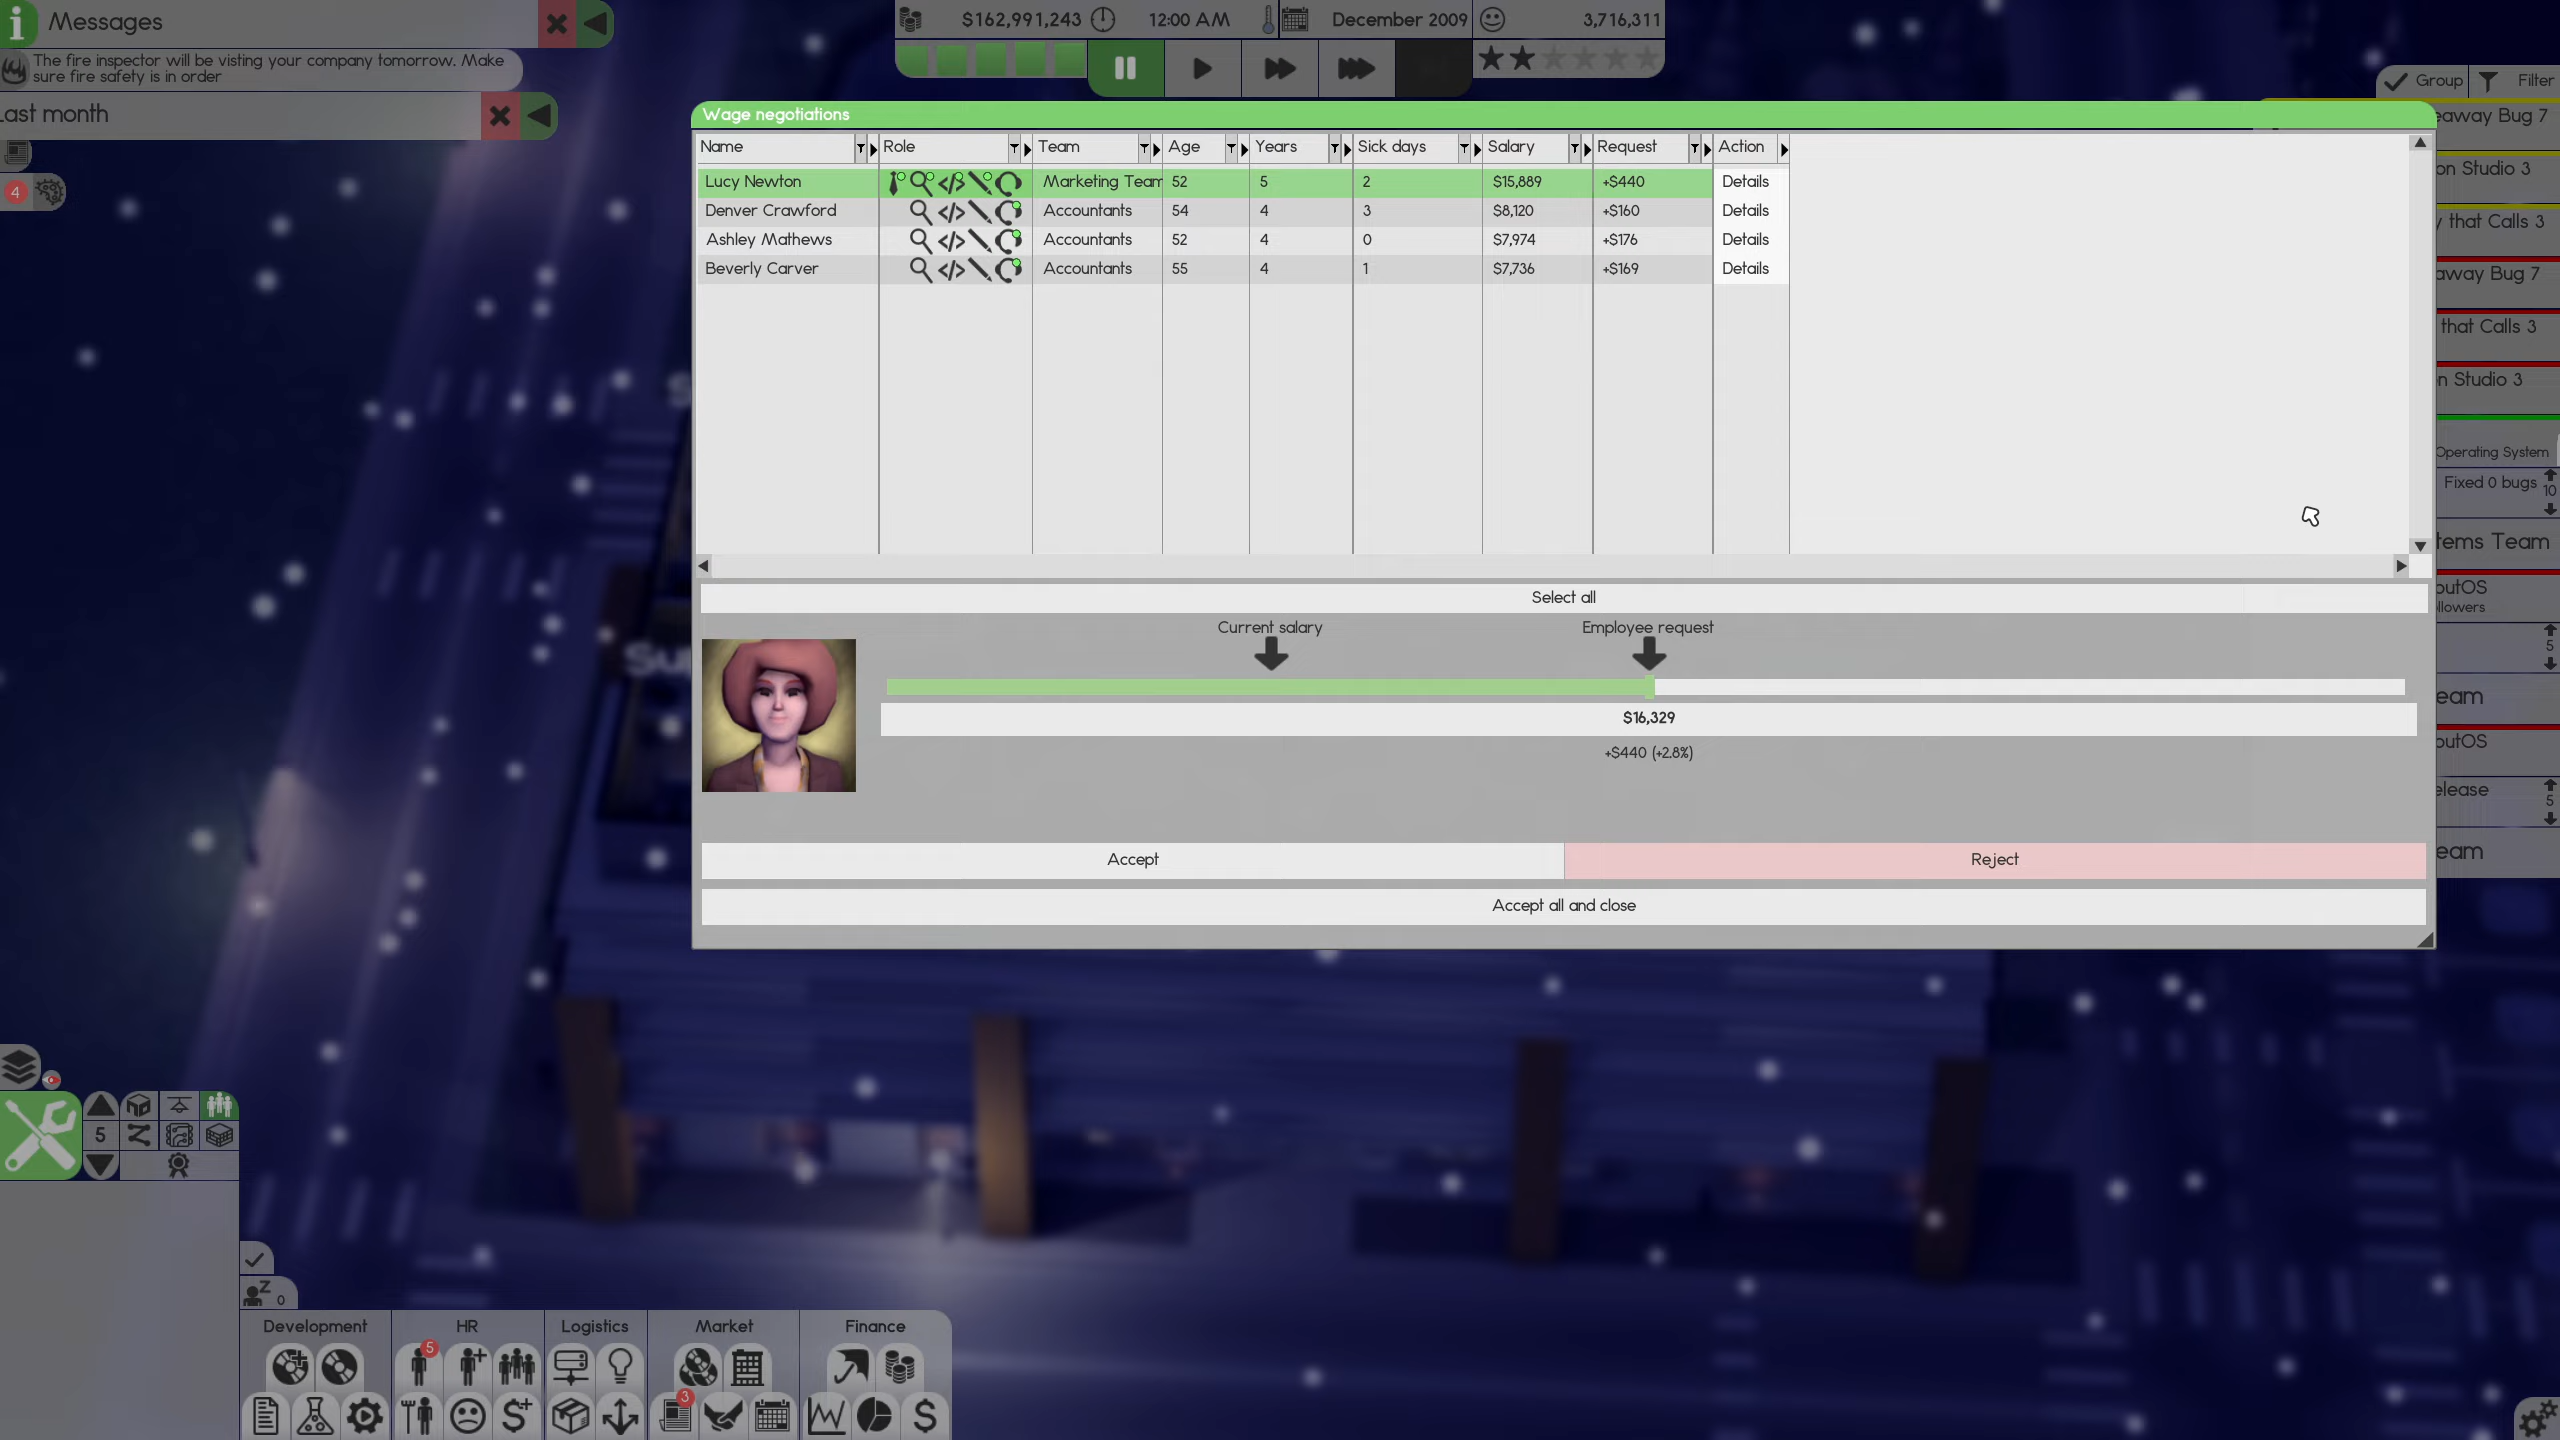 Messages
The fire inspector will be visting your company tomorrow. Make
sure fire safety is in order
Last month
4
$162,991,243
12:00 AM
December 2009
3,716,311
Group
Filter
Wage negotiations
Name Role Team Age Years Sick days Salary Request Action
Lucy Newton Marketing Team 52 5 2 $15,889 +$440 Details
Denver Crawford Accountants 54 4 3 $8,120 +$160 Details
Ashley Mathews Accountants 52 4 0 $7,974 +$176 Details
Beverly Carver Accountants 55 4 1 $7,736 +$169 Details
Select all
Current salary Employee request
$16,329
+$440 (+2.8%)
Accept Reject
Accept all and close
eaway Bug 7
on Studio 3
y that Calls 3
away Bug 7
that Calls 3
n Studio 3
Operating System
Fixed 0 bugs
10
tems Team
outOS
llowers
5
eam
outOS
elease
5
eam
Su
5
0
Development HR Logistics Market Finance
5
3